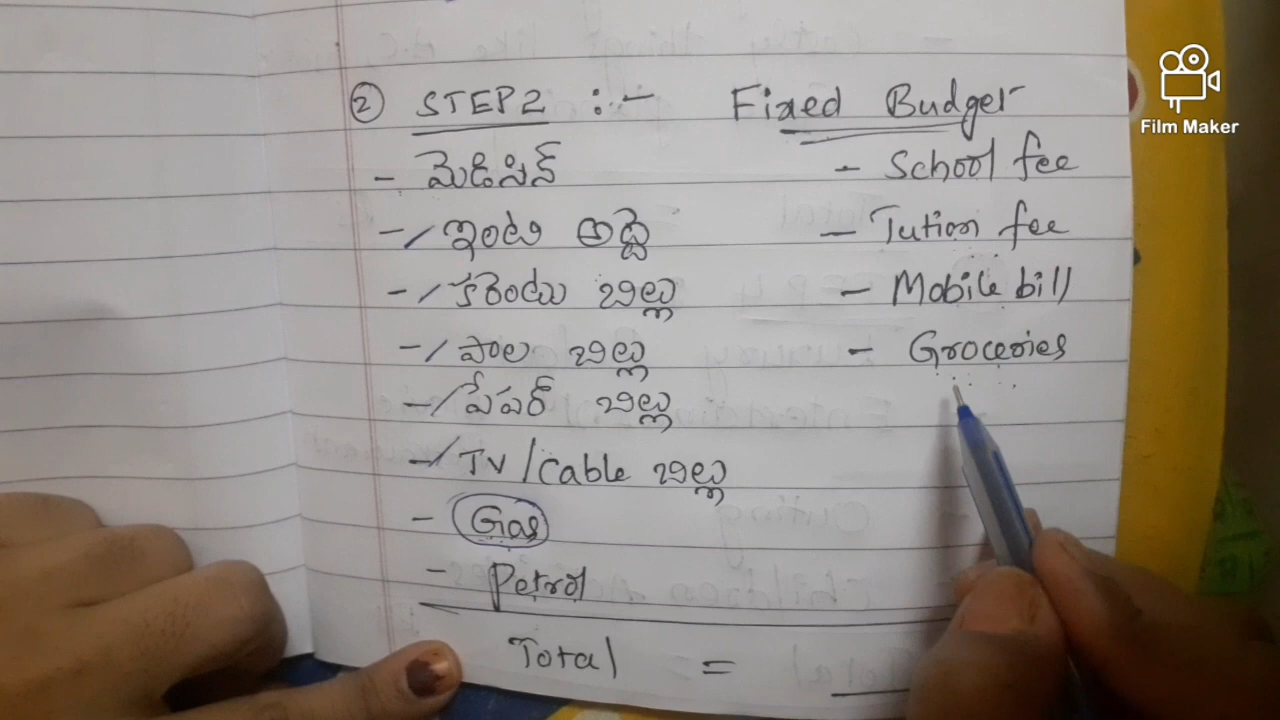 ② STEP2 :- Fixed Budget
- మెడిసిన్
- ఇంటి అద్దె
- కరెంటు బిల్లు
- పాల బిల్లు
- పేపర్ బిల్లు
- TV/Cable బిల్లు
- Gas
- Petrol
- School fee
- Tution fee
- Mobile bill
- Groceries
Total =
Film Maker